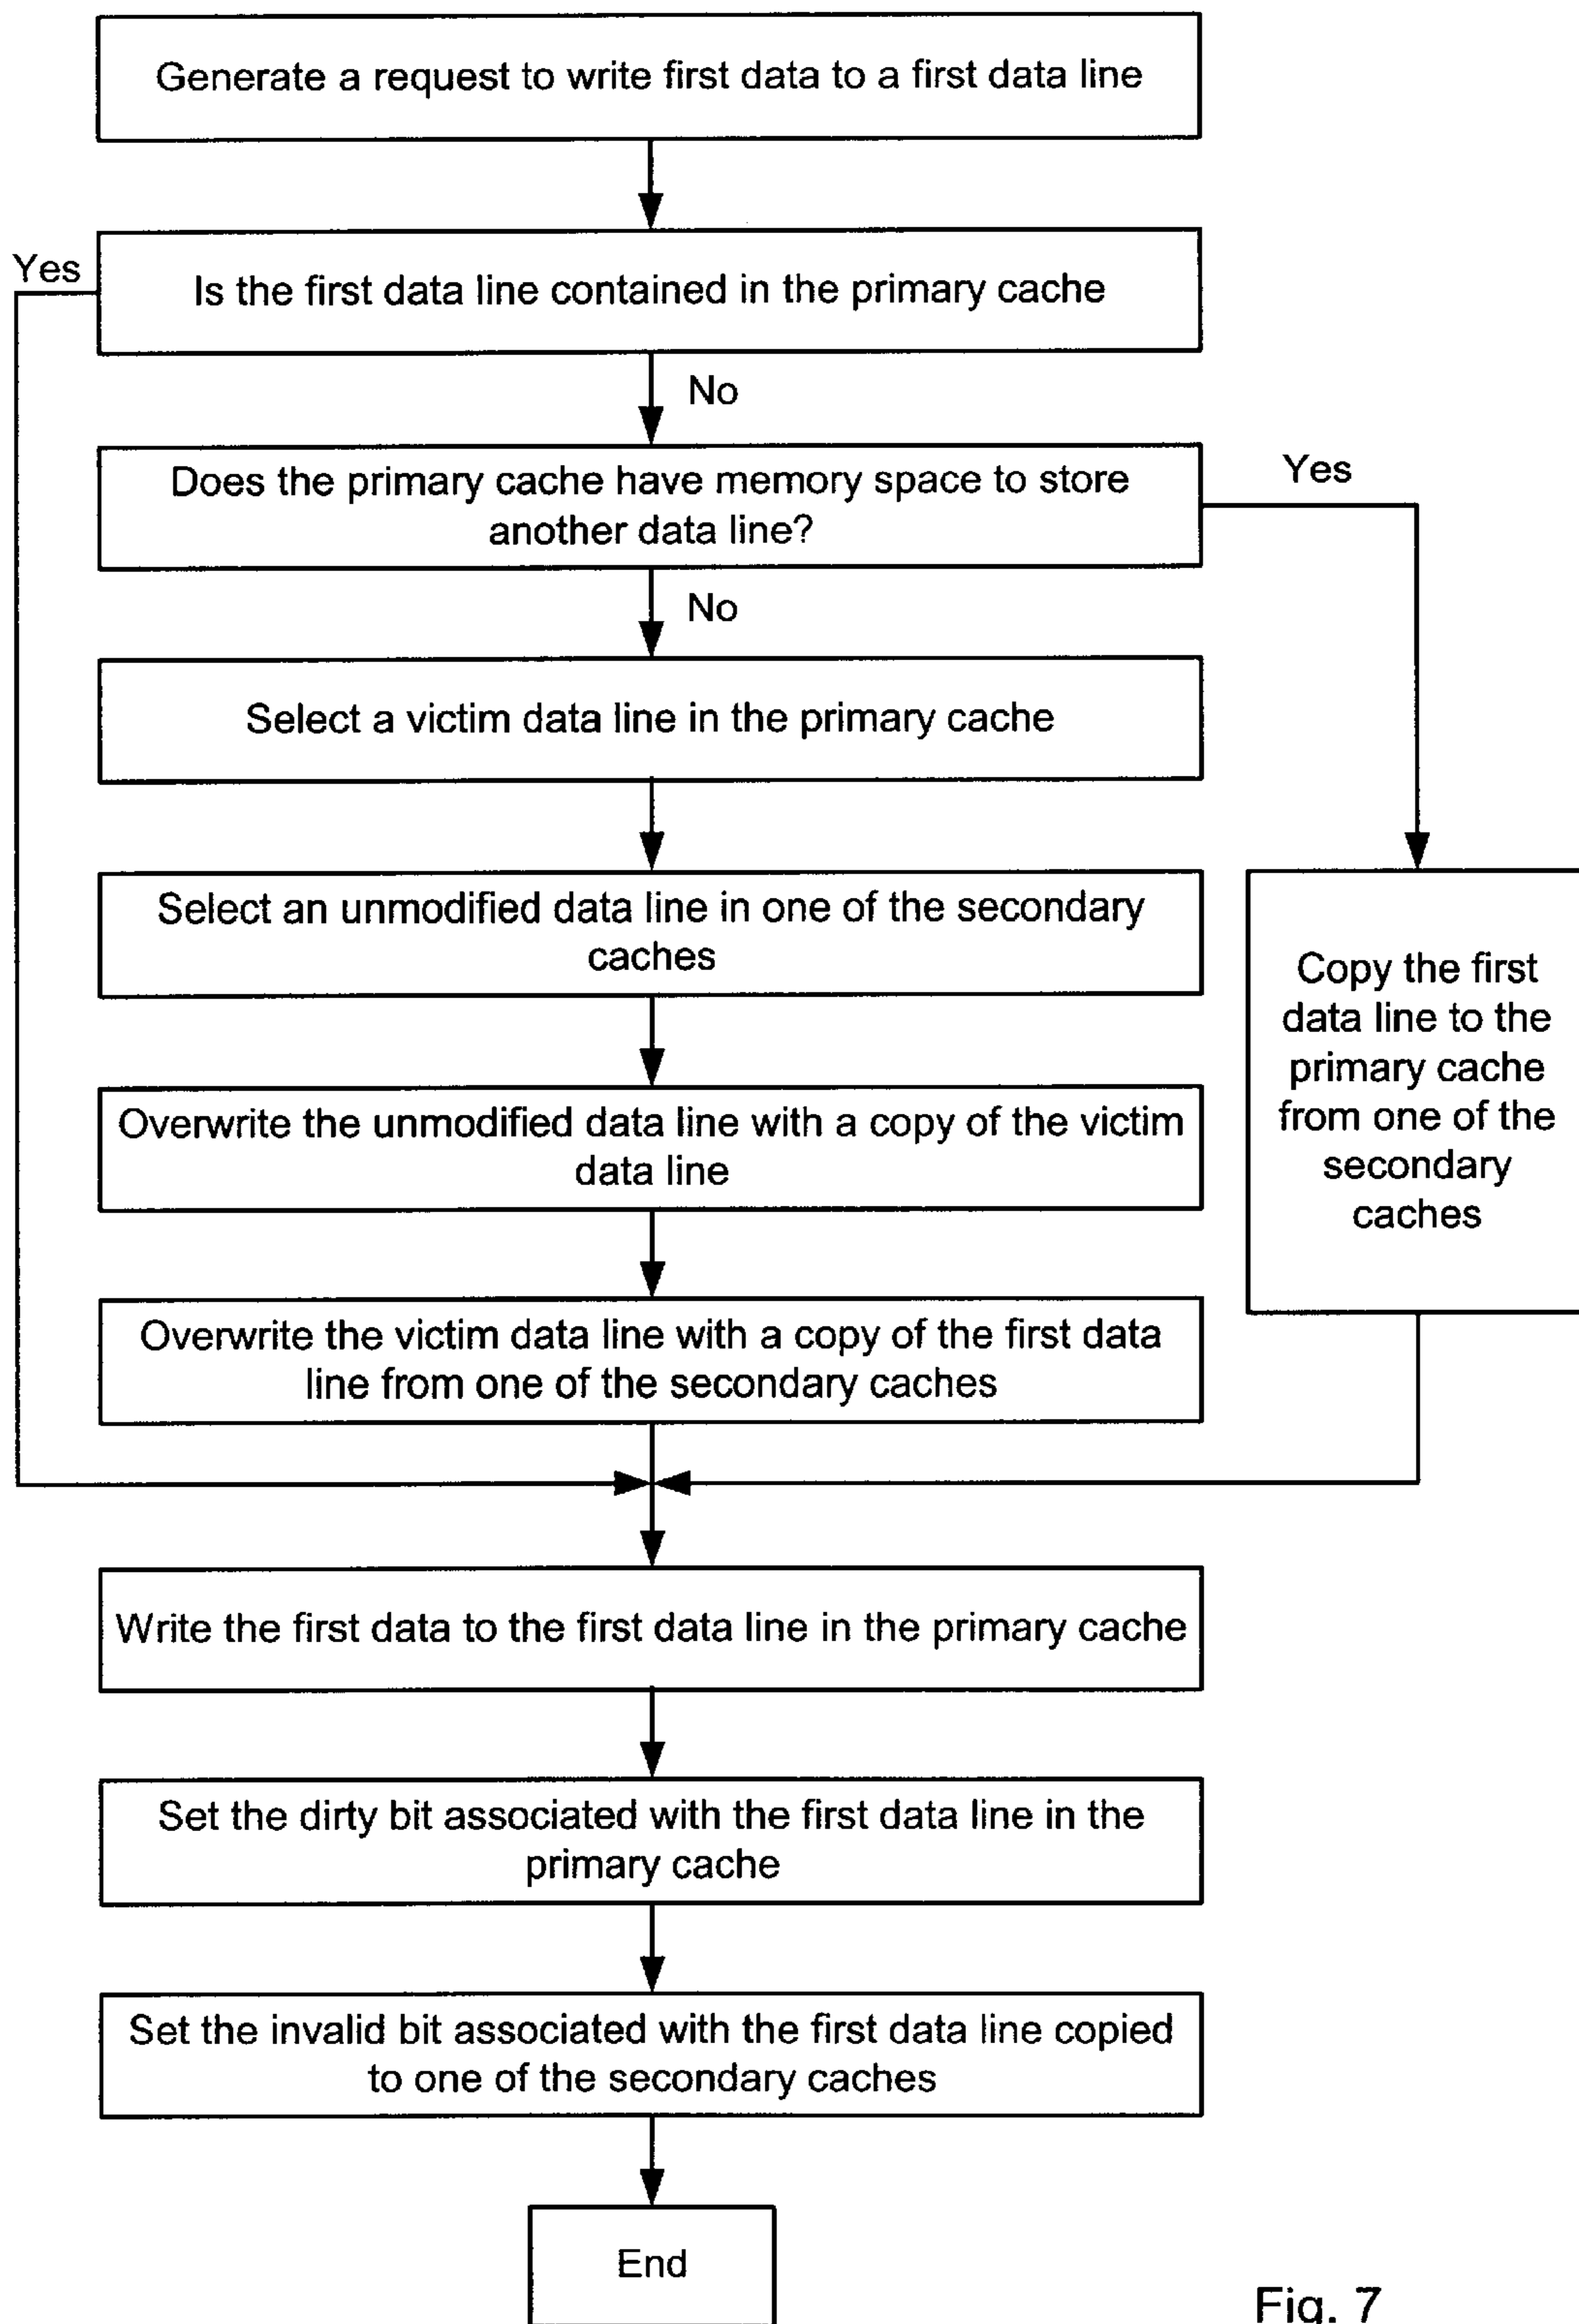 Generate a request to write first data to a first data line
Yes
Is the first data line contained in the primary cache
No
Does the primary cache have memory space to store
another data line?
Yes
No
Select a victim data line in the primary cache
Select an unmodified data line in one of the secondary
caches
Copy the first
data line to the
primary cache
from one of the
secondary
caches
Overwrite the unmodified data line with a copy of the victim
data line
Overwrite the victim data line with a copy of the first data
line from one of the secondary caches
Write the first data to the first data line in the primary cache
Set the dirty bit associated with the first data line in the
primary cache
Set the invalid bit associated with the first data line copied
to one of the secondary caches
End
Fig. 7